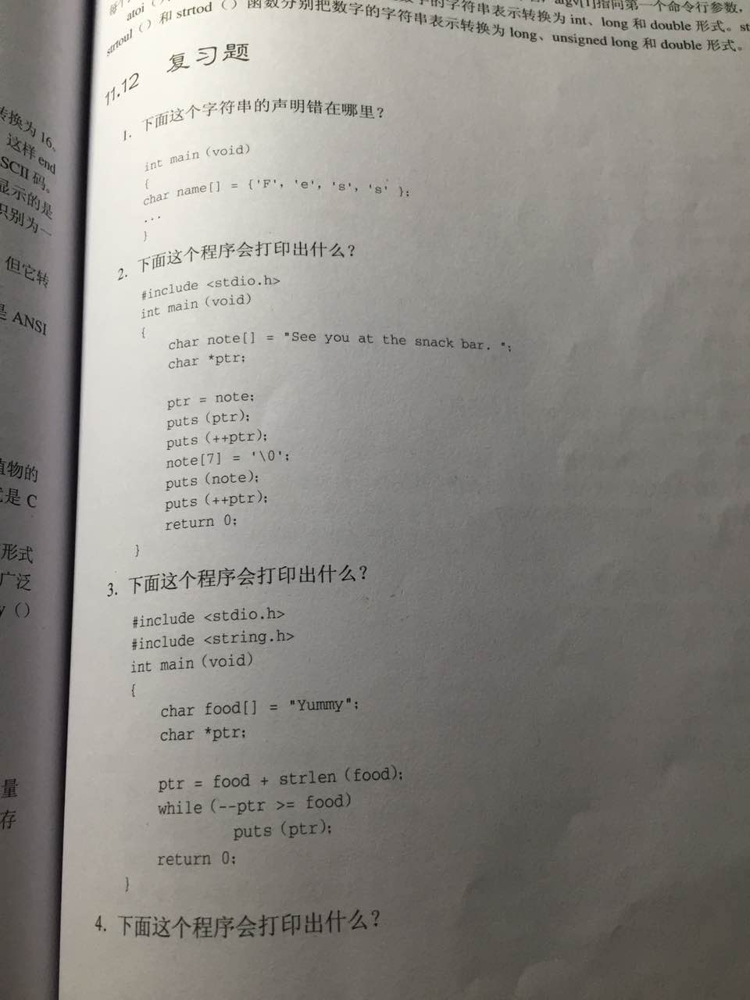 转换为 16。
这样 end
SCII 码。
显示的是
识别为一
但它转
是 ANSI
植物的
就是 C
形式
广泛
y（）
量
存
argv[1]指向第一个命令行参数，
atoi（
的字符串表示转换为 int、long 和 double 形式。st
strtoul（）和 strtod（）函数分别把数字的字符串表示转换为 long、unsigned long 和 double 形式。
11.12 复习题
1. 下面这个字符串的声明错在哪里？
int main（void）
{
char name[] = {'F', 'e', 's', 's' };
...
}
2. 下面这个程序会打印出什么？
#include <stdio.h>
int main（void）
{
char note[] = "See you at the snack bar. ";
char *ptr;
ptr = note;
puts（ptr）;
puts（++ptr）;
note[7] = '\0';
puts（note）;
puts（++ptr）;
return 0;
}
3. 下面这个程序会打印出什么？
#include <stdio.h>
#include <string.h>
int main（void）
{
char food[] = "Yummy";
char *ptr;
ptr = food + strlen（food）;
while（--ptr >= food）
puts（ptr）;
return 0;
}
4. 下面这个程序会打印出什么？